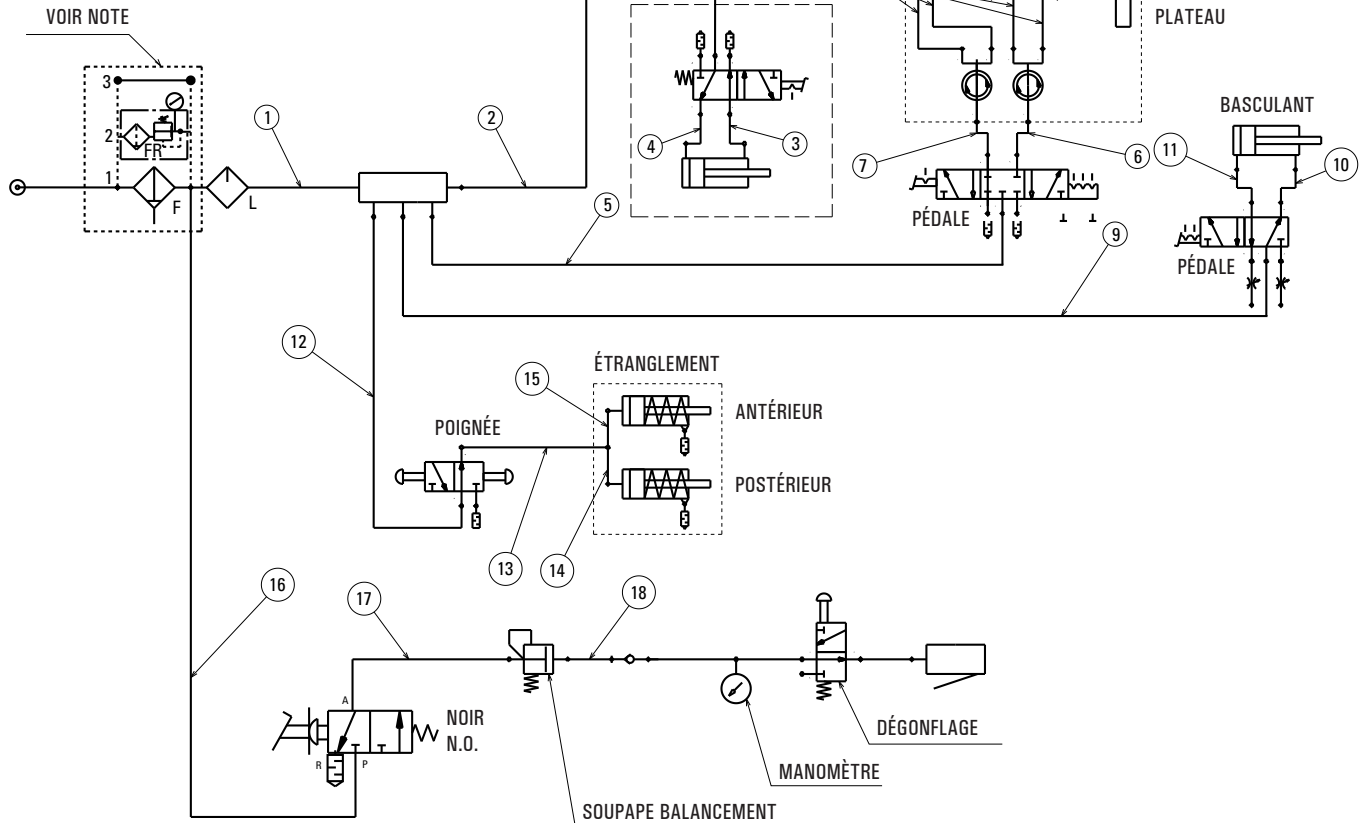 VOIR NOTE
PLATEAU
3
2
FR
1
F
L
1
2
4
3
7
6
11
10
BASCULANT
PÉDALE
5
9
PÉDALE
12
ÉTRANGLEMENT
15
ANTÉRIEUR
POIGNÉE
POSTÉRIEUR
13
14
16
17
18
A
NOIR
N.O.
R
P
DÉGONFLAGE
MANOMÈTRE
SOUPAPE BALANCEMENT